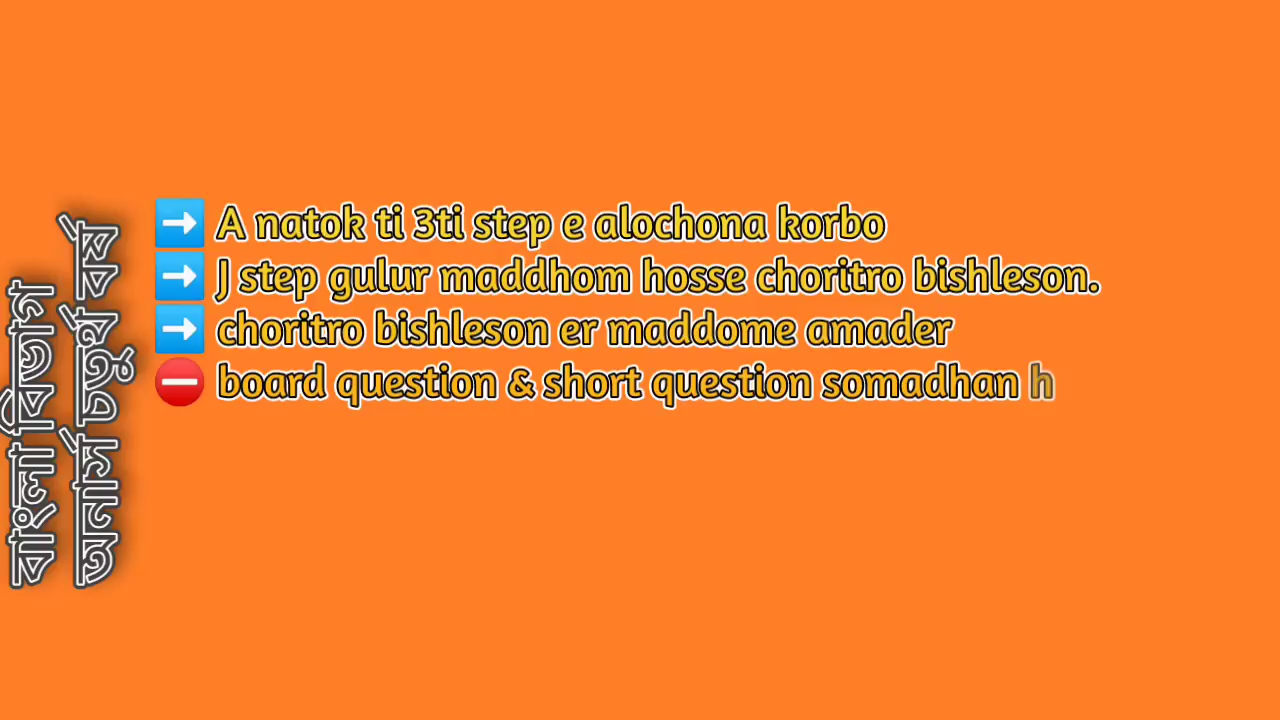 বাংলা বিভাগ
অনার্স চতুর্থ বর্ষ
➡️ A natok ti 3ti step e alochona korbo
➡️ J step gulur maddhom hosse choritro bishleson.
➡️ choritro bishleson er maddome amader
⛔ board question & short question somadhan h